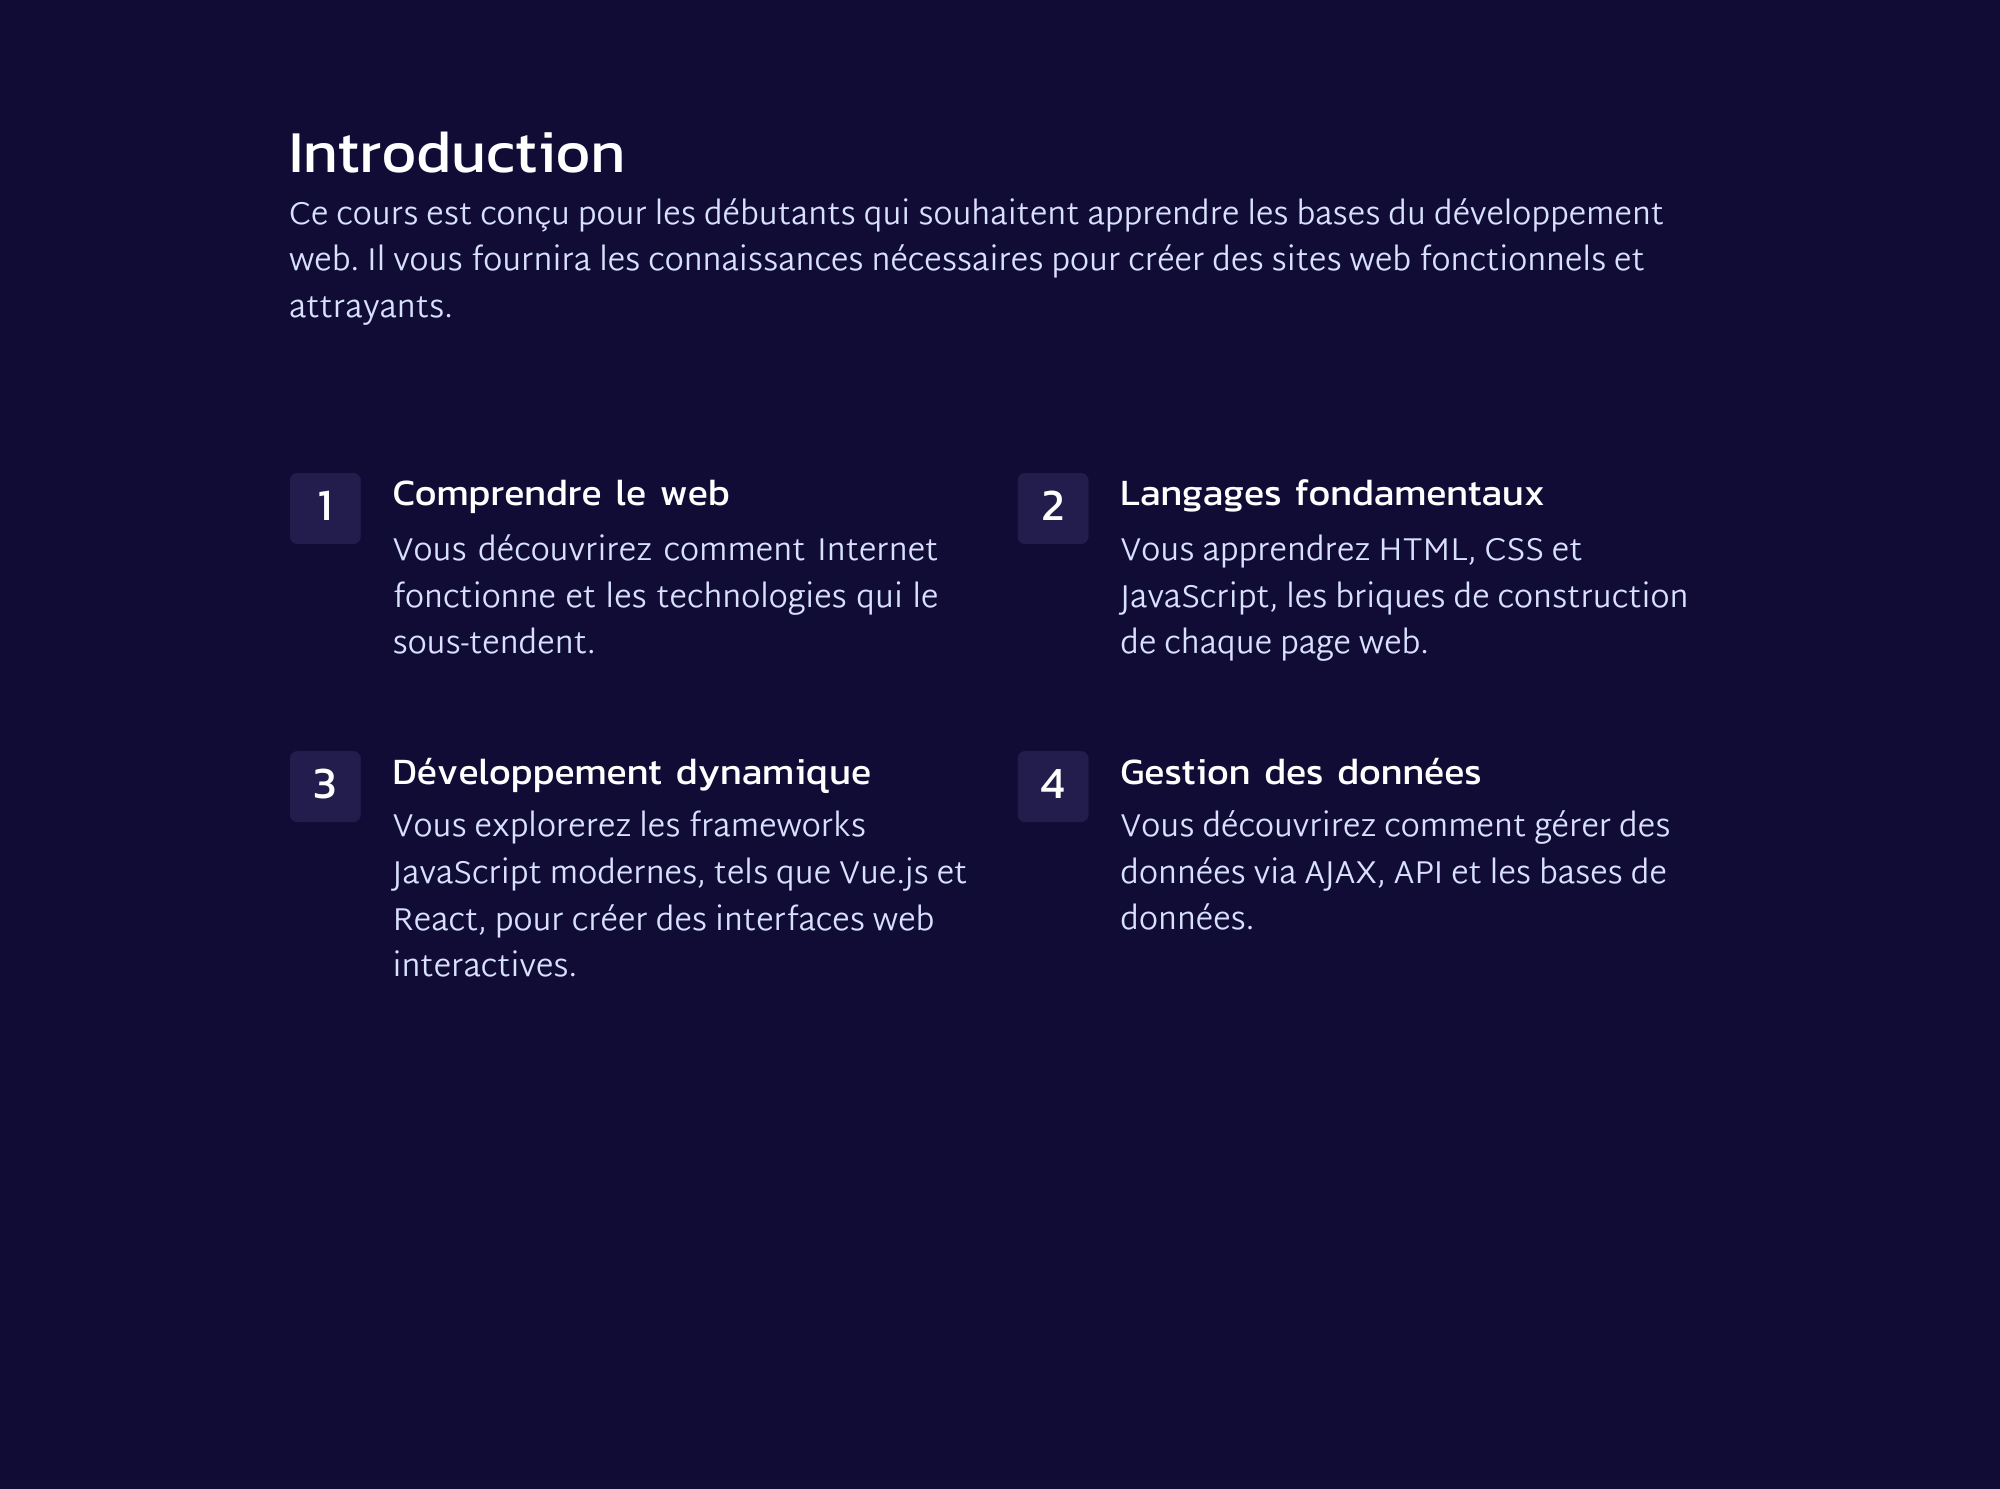 Introduction
Ce cours est conçu pour les débutants qui souhaitent apprendre les bases du développement
web. Il vous fournira les connaissances nécessaires pour créer des sites web fonctionnels et
attrayants.
1
Comprendre le web
Vous découvrirez comment Internet
fonctionne et les technologies qui le
sous-tendent.
2
Langages fondamentaux
Vous apprendrez HTML, CSS et
JavaScript, les briques de construction
de chaque page web.
3
Développement dynamique
Vous explorerez les frameworks
JavaScript modernes, tels que Vue.js et
React, pour créer des interfaces web
interactives.
4
Gestion des données
Vous découvrirez comment gérer des
données via AJAX, API et les bases de
données.